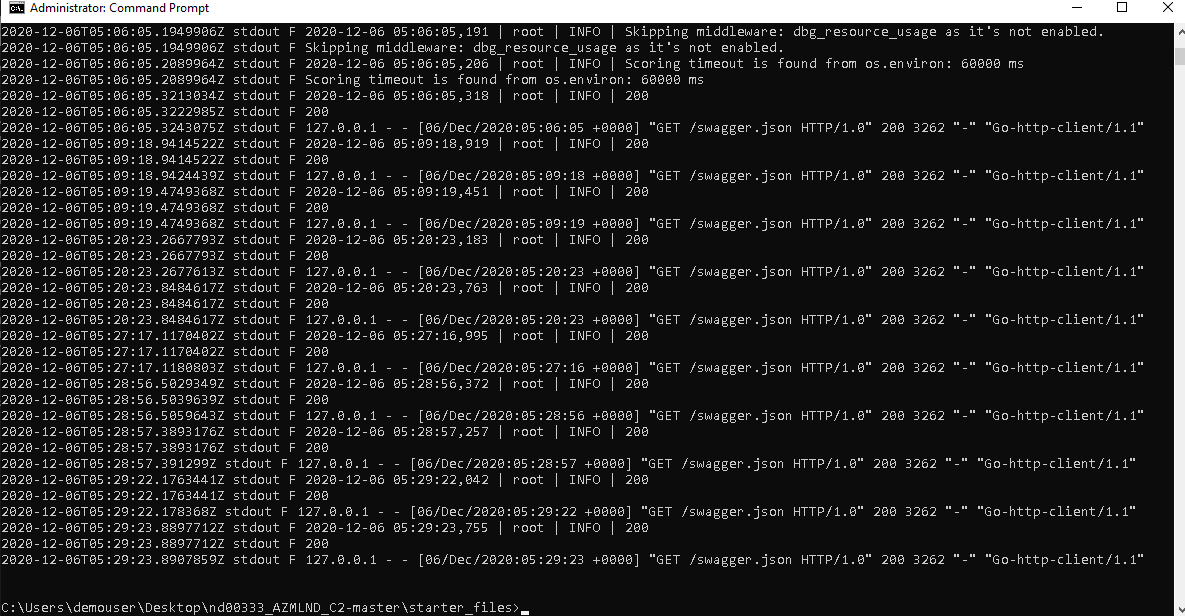 Administrator: Command Prompt
2020-12-06T05:06:05.1949906Z stdout F 2020-12-06 05:06:05,191 | root | INFO | Skipping middleware: dbg_resource_usage as it's not enabled.
2020-12-06T05:06:05.1949906Z stdout F Skipping middleware: dbg_resource_usage as it's not enabled.
2020-12-06T05:06:05.2089964Z stdout F 2020-12-06 05:06:05,206 | root | INFO | Scoring timeout is found from os.environ: 60000 ms
2020-12-06T05:06:05.2089964Z stdout F Scoring timeout is found from os.environ: 60000 ms
2020-12-06T05:06:05.3213034Z stdout F 2020-12-06 05:06:05,318 | root | INFO | 200
2020-12-06T05:06:05.3222985Z stdout F 200
2020-12-06T05:06:05.3243075Z stdout F 127.0.0.1 - - [06/Dec/2020:05:06:05 +0000] "GET /swagger.json HTTP/1.0" 200 3262 "-" "Go-http-client/1.1"
2020-12-06T05:09:18.9414522Z stdout F 2020-12-06 05:09:18,919 | root | INFO | 200
2020-12-06T05:09:18.9414522Z stdout F 200
2020-12-06T05:09:18.9424439Z stdout F 127.0.0.1 - - [06/Dec/2020:05:09:18 +0000] "GET /swagger.json HTTP/1.0" 200 3262 "-" "Go-http-client/1.1"
2020-12-06T05:09:19.4749368Z stdout F 2020-12-06 05:09:19,451 | root | INFO | 200
2020-12-06T05:09:19.4749368Z stdout F 200
2020-12-06T05:09:19.4749368Z stdout F 127.0.0.1 - - [06/Dec/2020:05:09:19 +0000] "GET /swagger.json HTTP/1.0" 200 3262 "-" "Go-http-client/1.1"
2020-12-06T05:20:23.2667793Z stdout F 2020-12-06 05:20:23,183 | root | INFO | 200
2020-12-06T05:20:23.2667793Z stdout F 200
2020-12-06T05:20:23.2677613Z stdout F 127.0.0.1 - - [06/Dec/2020:05:20:23 +0000] "GET /swagger.json HTTP/1.0" 200 3262 "-" "Go-http-client/1.1"
2020-12-06T05:20:23.8484617Z stdout F 2020-12-06 05:20:23,763 | root | INFO | 200
2020-12-06T05:20:23.8484617Z stdout F 200
2020-12-06T05:20:23.8484617Z stdout F 127.0.0.1 - - [06/Dec/2020:05:20:23 +0000] "GET /swagger.json HTTP/1.0" 200 3262 "-" "Go-http-client/1.1"
2020-12-06T05:27:17.1170402Z stdout F 2020-12-06 05:27:16,995 | root | INFO | 200
2020-12-06T05:27:17.1170402Z stdout F 200
2020-12-06T05:27:17.1180803Z stdout F 127.0.0.1 - - [06/Dec/2020:05:27:16 +0000] "GET /swagger.json HTTP/1.0" 200 3262 "-" "Go-http-client/1.1"
2020-12-06T05:28:56.5029349Z stdout F 2020-12-06 05:28:56,372 | root | INFO | 200
2020-12-06T05:28:56.5039639Z stdout F 200
2020-12-06T05:28:56.5059643Z stdout F 127.0.0.1 - - [06/Dec/2020:05:28:56 +0000] "GET /swagger.json HTTP/1.0" 200 3262 "-" "Go-http-client/1.1"
2020-12-06T05:28:57.3893176Z stdout F 2020-12-06 05:28:57,257 | root | INFO | 200
2020-12-06T05:28:57.3893176Z stdout F 200
2020-12-06T05:28:57.391299Z stdout F 127.0.0.1 - - [06/Dec/2020:05:28:57 +0000] "GET /swagger.json HTTP/1.0" 200 3262 "-" "Go-http-client/1.1"
2020-12-06T05:29:22.1763441Z stdout F 2020-12-06 05:29:22,042 | root | INFO | 200
2020-12-06T05:29:22.1763441Z stdout F 200
2020-12-06T05:29:22.178368Z stdout F 127.0.0.1 - - [06/Dec/2020:05:29:22 +0000] "GET /swagger.json HTTP/1.0" 200 3262 "-" "Go-http-client/1.1"
2020-12-06T05:29:23.8897712Z stdout F 2020-12-06 05:29:23,755 | root | INFO | 200
2020-12-06T05:29:23.8897712Z stdout F 200
2020-12-06T05:29:23.8907859Z stdout F 127.0.0.1 - - [06/Dec/2020:05:29:23 +0000] "GET /swagger.json HTTP/1.0" 200 3262 "-" "Go-http-client/1.1"
C:\Users\demouser\Desktop\nd00333_AZMLND_C2-master\starter_files>